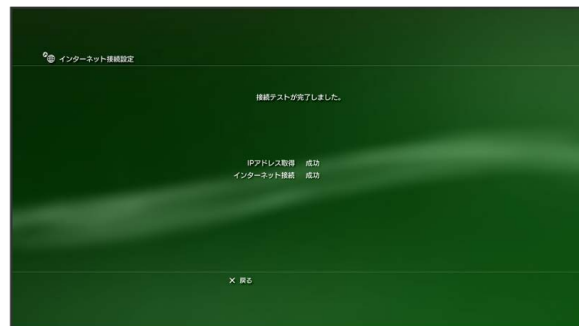 インターネット接続設定
接続テストが完了しました。
IPアドレス取得 成功
インターネット接続 成功
× 戻る